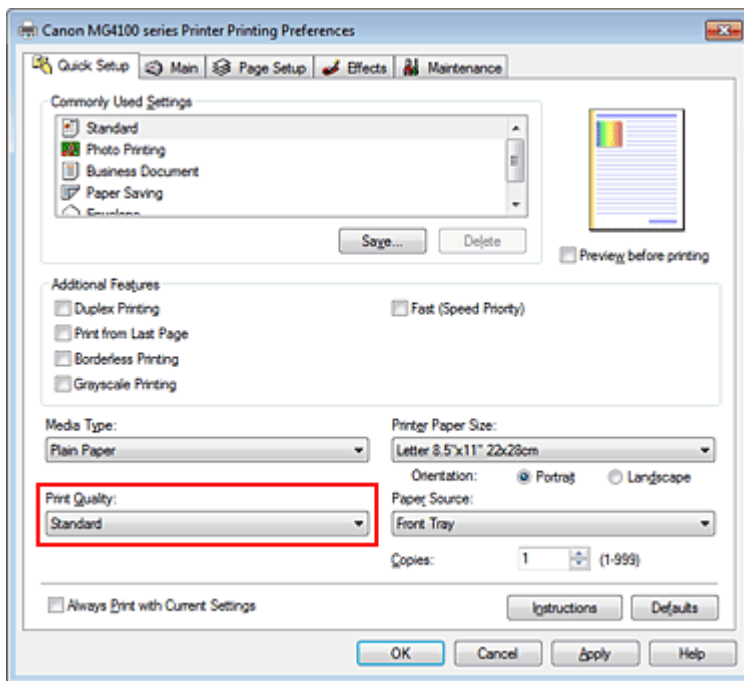 Canon MG4100 series Printer Printing Preferences
Quick Setup Main Page Setup Effects Maintenance
Commonly Used Settings
Standard
Photo Printing
Business Document
Paper Saving
Envelope
Save... Delete
Preview before printing
Additional Features
Duplex Printing Fast (Speed Priority)
Print from Last Page
Borderless Printing
Grayscale Printing
Media Type: Printer Paper Size:
Plain Paper Letter 8.5"x11" 22x28cm
Orientation: Portrait Landscape
Print Quality: Paper Source:
Standard Front Tray
Copies: 1 (1-999)
Always Print with Current Settings Instructions Defaults
OK Cancel Apply Help